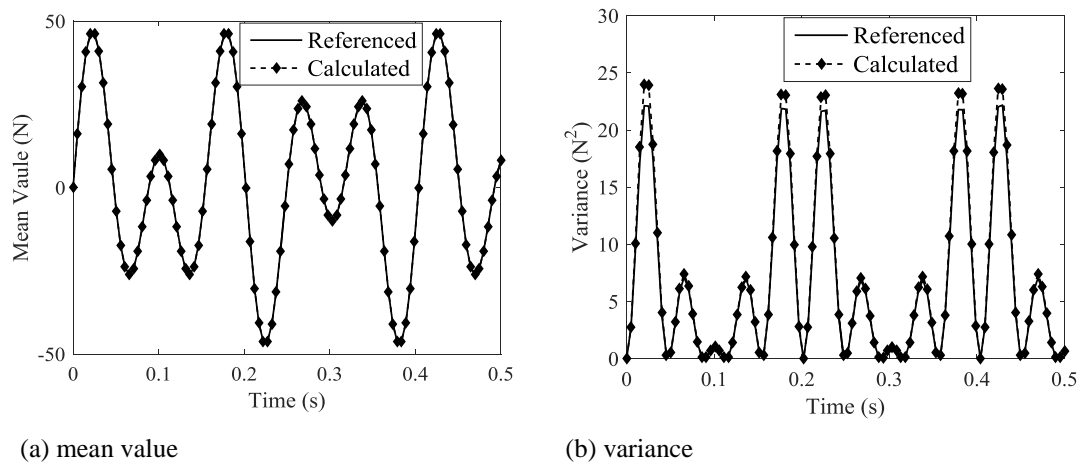 50
0
-50
Mean Vaule (N)
0
0.1
0.2
0.3
0.4
0.5
Time (s)
Referenced
Calculated
(a) mean value
30
25
20
15
10
5
0
Variance (N²)
0
0.1
0.2
0.3
0.4
0.5
Time (s)
Referenced
Calculated
(b) variance